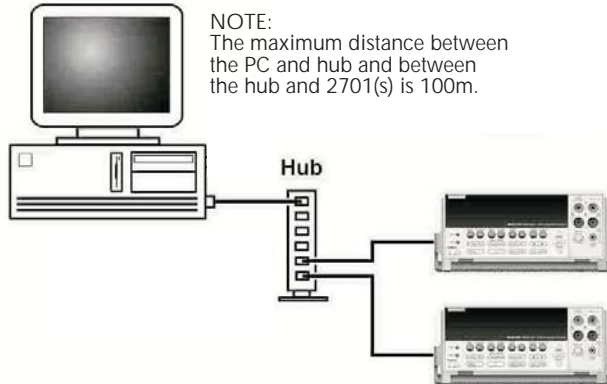 NOTE:
The maximum distance between
the PC and hub and between
the hub and 2701(s) is 100m.
Hub